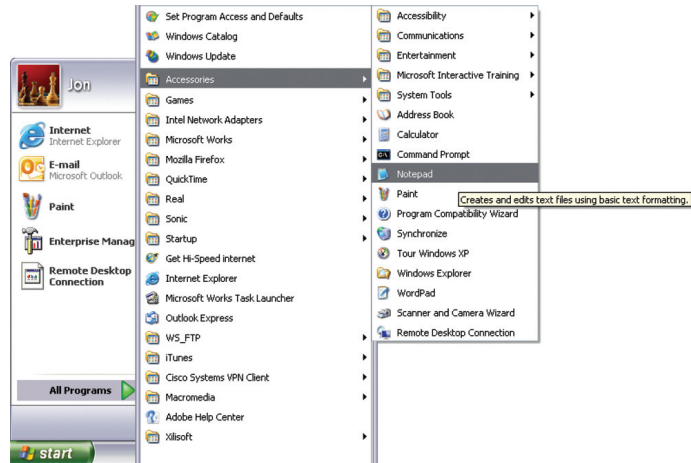 Jon
Internet
Internet Explorer
E-mail
Microsoft Outlook
Paint
Enterprise Manag
Remote Desktop
Connection
All Programs
start
Set Program Access and Defaults
Windows Catalog
Windows Update
Accessories
Games
Intel Network Adapters
Microsoft Works
Mozilla Firefox
QuickTime
Real
Sonic
Startup
Get Hi-Speed internet
Internet Explorer
Microsoft Works Task Launcher
Outlook Express
WS_FTP
iTunes
Cisco Systems VPN Client
Macromedia
Adobe Help Center
Xilisoft
Accessibility
Communications
Entertainment
Microsoft Interactive Training
System Tools
Address Book
Calculator
Command Prompt
Notepad
Paint
Creates and edits text files using basic text formatting.
Program Compatibility Wizard
Synchronize
Tour Windows XP
Windows Explorer
WordPad
Scanner and Camera Wizard
Remote Desktop Connection